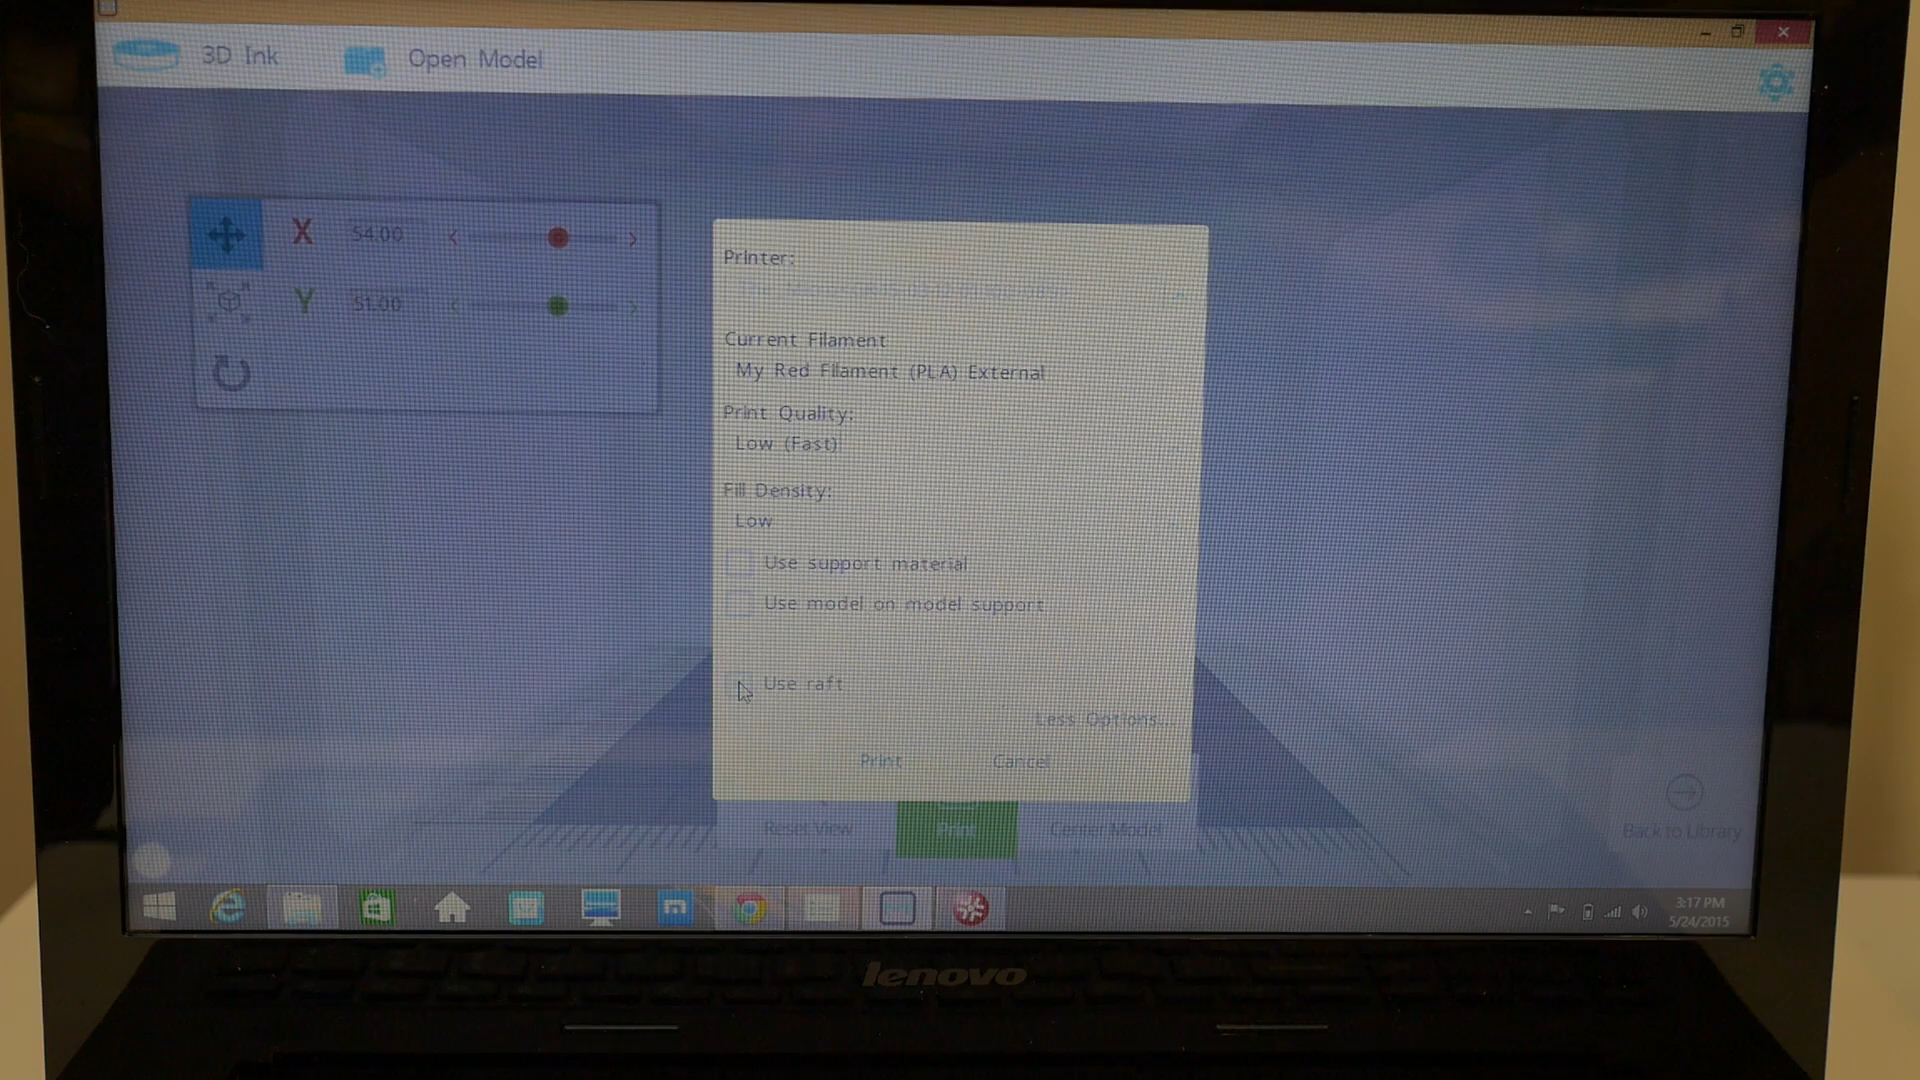 3D Ink
Open Model
X 54.00
Y 51.00
Printer:
Current Filament
My Red Filament (PLA) External
Print Quality:
Low (Fast)
Fill Density:
Low
Use support material
Use model on model support
Use raft
Less Options...
Print
Cancel
Reset View
Print
Center Model
Back to Library
3:17 PM
5/24/2015
lenovo